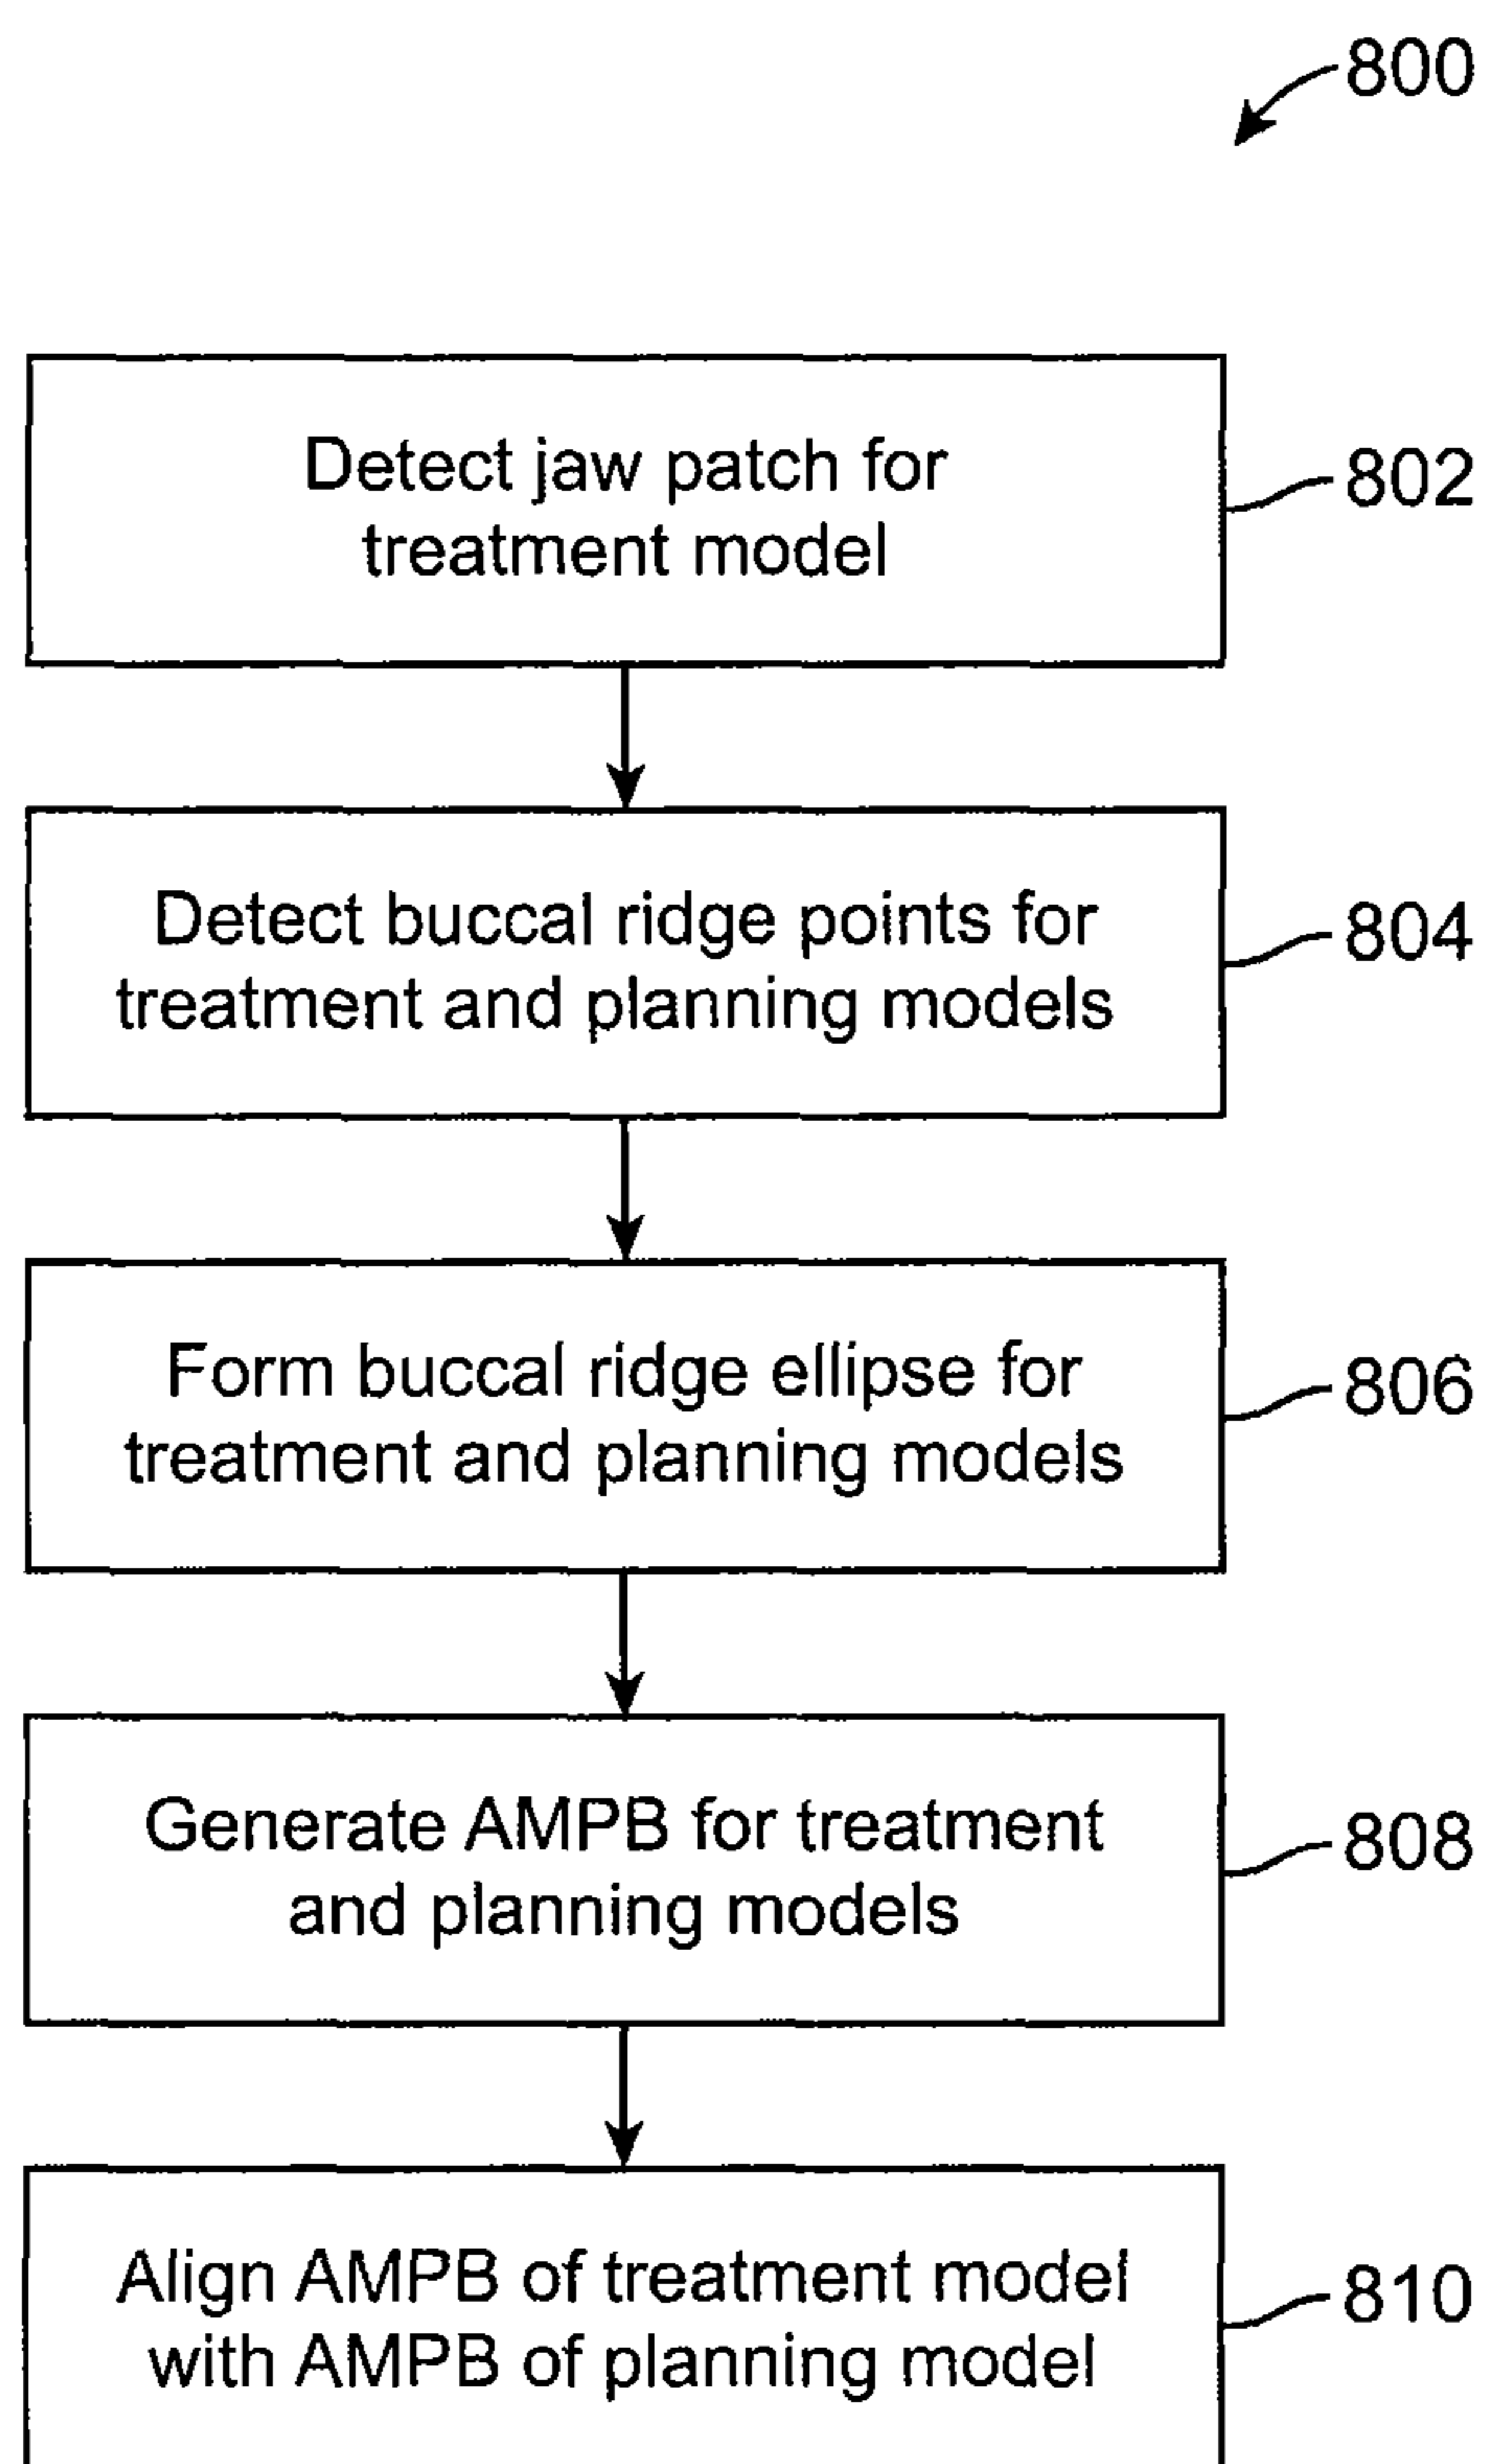 800
Detect jaw patch for
treatment model
802
Detect buccal ridge points for
treatment and planning models
804
Form buccal ridge ellipse for
treatment and planning models
806
Generate AMPB for treatment
and planning models
808
Align AMPB of treatment model
with AMPB of planning model
810